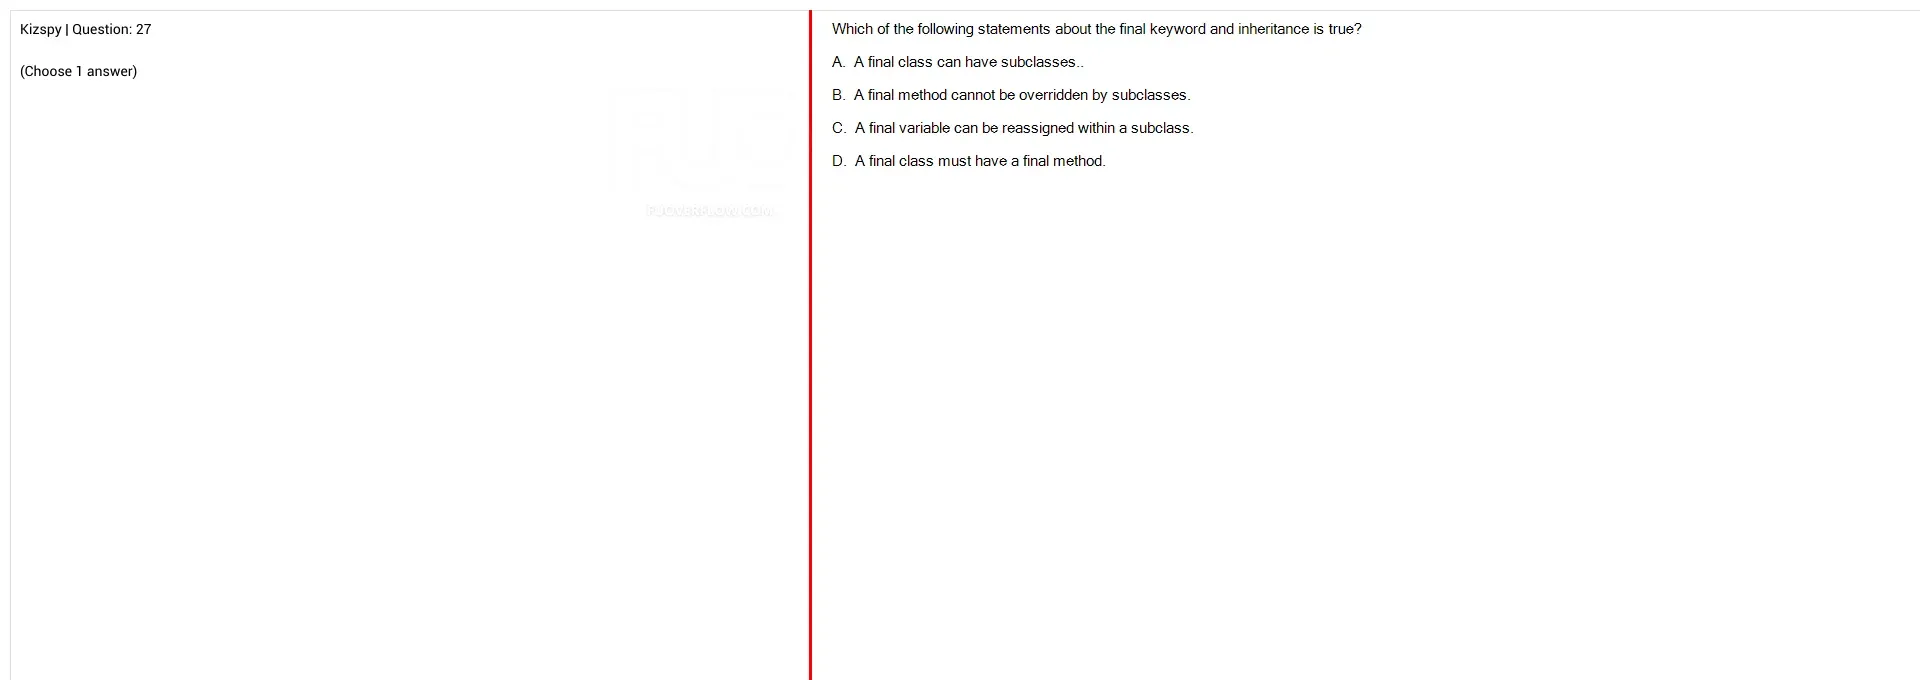 Kizspy | Question: 27
(Choose 1 answer)
Which of the following statements about the final keyword and inheritance is true?
A. A final class can have subclasses..
B. A final method cannot be overridden by subclasses.
C. A final variable can be reassigned within a subclass.
D. A final class must have a final method.